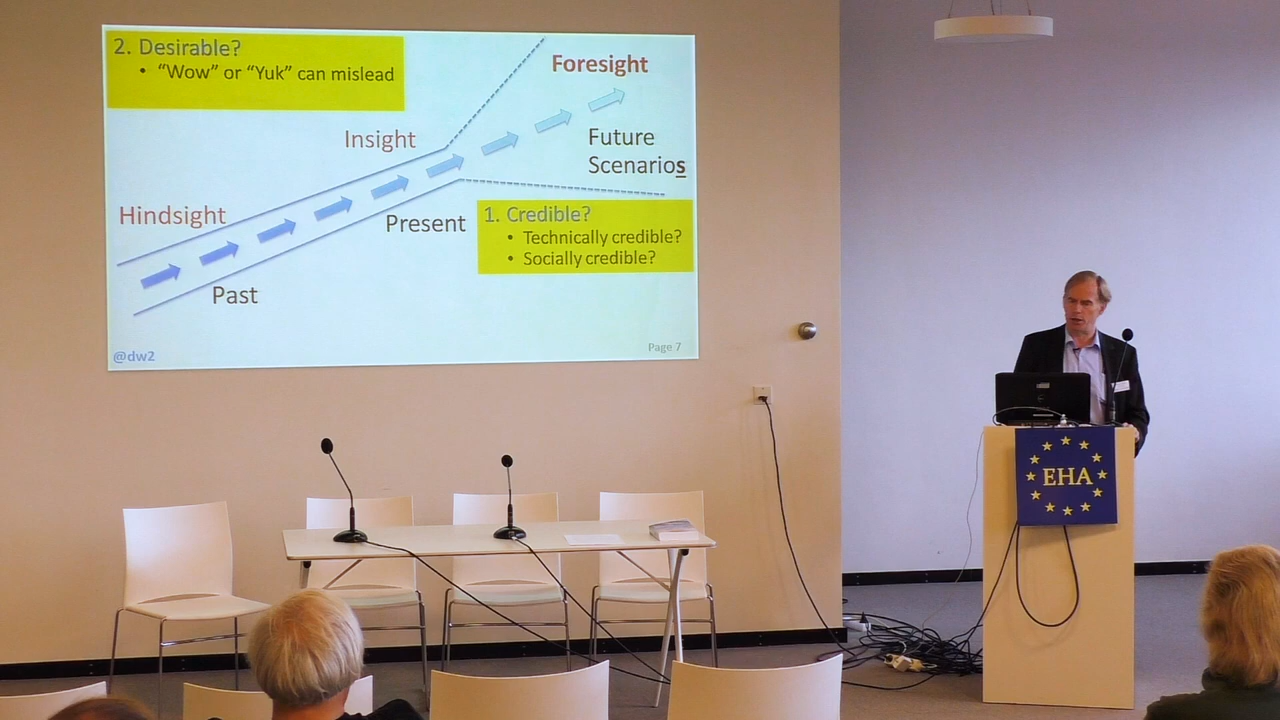 2. Desirable?
• “Wow” or “Yuk” can mislead
Foresight
Insight
Future
Scenarios
Hindsight
Present
1. Credible?
• Technically credible?
• Socially credible?
Past
@dw2
Page 7
EHA